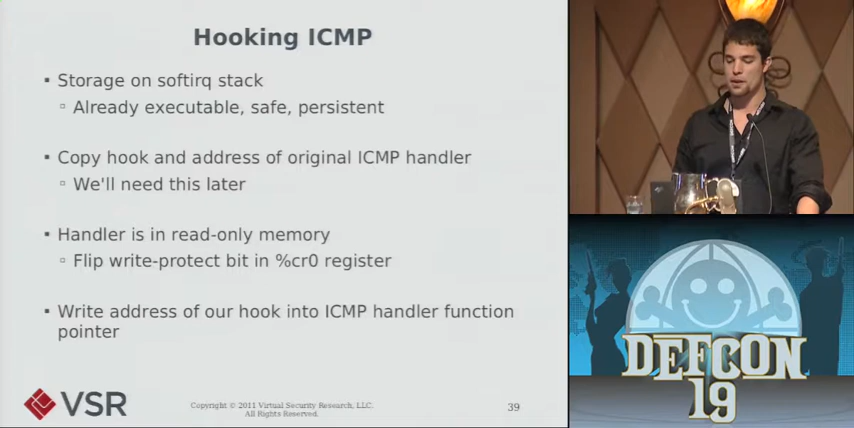 Hooking ICMP
▪ Storage on softirq stack
▫ Already executable, safe, persistent
▪ Copy hook and address of original ICMP handler
▫ We'll need this later
▪ Handler is in read-only memory
▫ Flip write-protect bit in %cr0 register
▪ Write address of our hook into ICMP handler function
pointer
VSR
Copyright © 2011 Virtual Security Research, LLC.
All Rights Reserved.
39
DEFCON
19